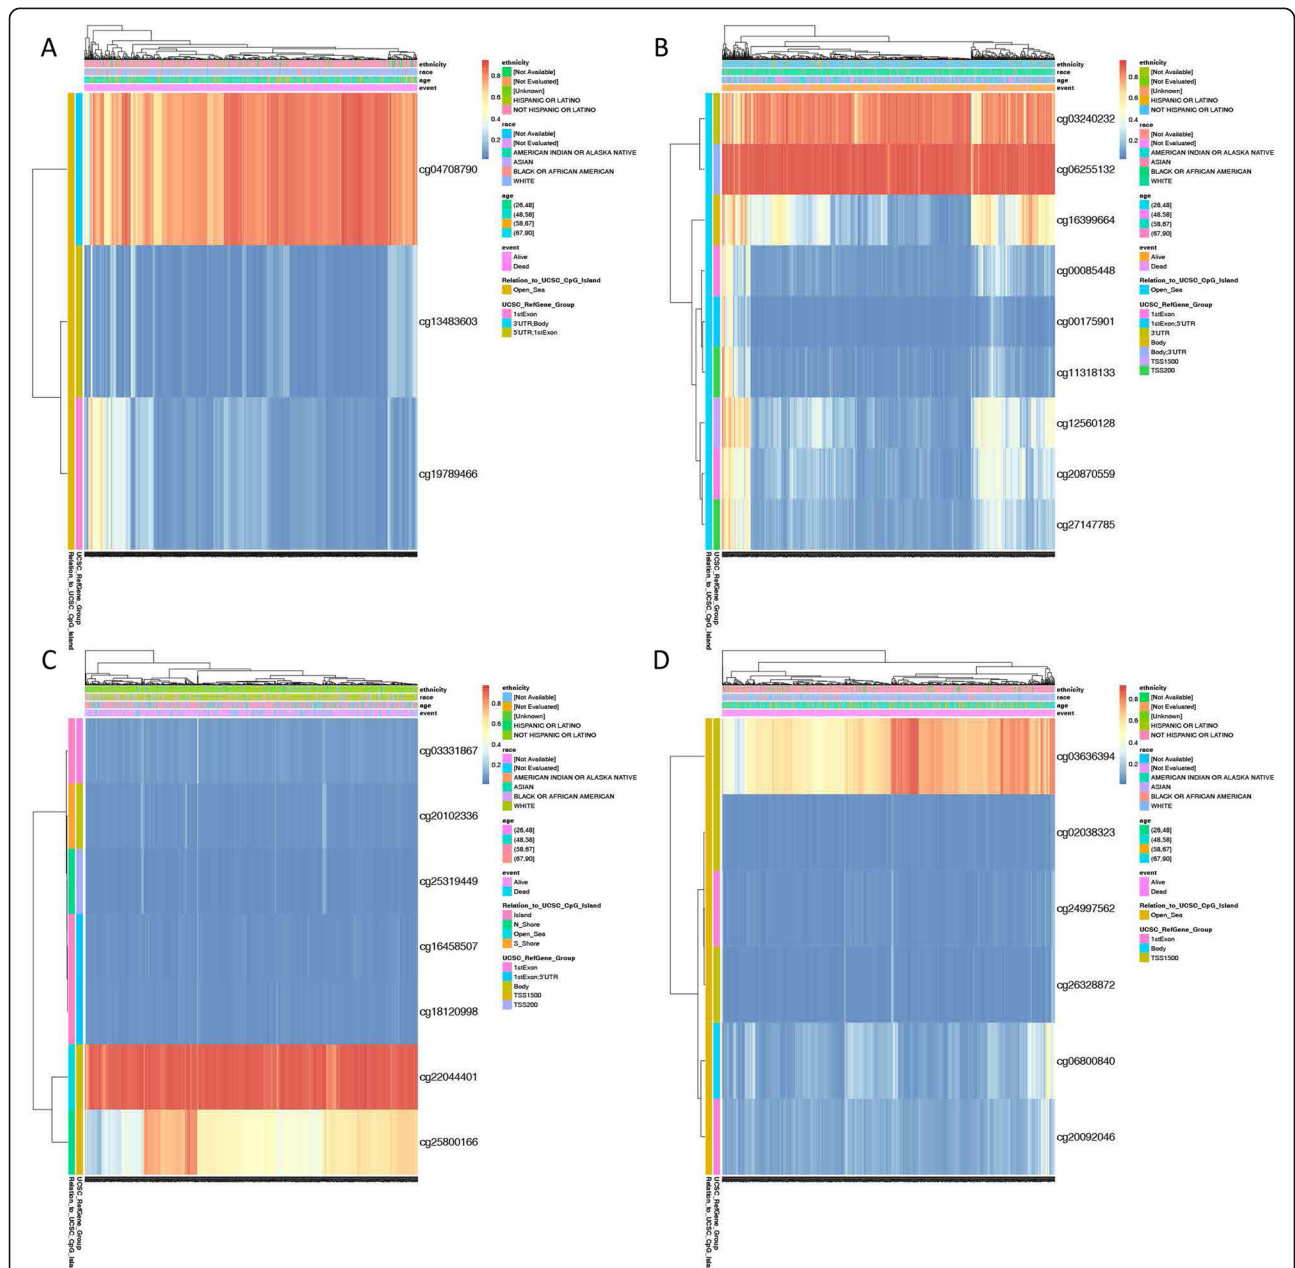 A
ethnicity
race
age
event
0.8
0.6
0.4
0.2
ethnicity
[Not Available]
[Not Evaluated]
[Unknown]
HISPANIC OR LATINO
NOT HISPANIC OR LATINO
race
[Not Available]
[Not Evaluated]
AMERICAN INDIAN OR ALASKA NATIVE
ASIAN
BLACK OR AFRICAN AMERICAN
WHITE
age
(26,48]
(48,58]
(58,67]
(67,90]
event
Alive
Dead
Relation_to_UCSC_CpG_Island
Open_Sea
UCSC_RefGene_Group
1stExon
3'UTR;Body
5'UTR;1stExon
cg04708790
cg13483603
cg19789466
UCSC_RefGene_Group
Relation_to_UCSC_CpG_Island
B
ethnicity
race
age
event
0.8
0.6
0.4
0.2
ethnicity
[Not Available]
[Not Evaluated]
[Unknown]
HISPANIC OR LATINO
NOT HISPANIC OR LATINO
race
[Not Available]
[Not Evaluated]
AMERICAN INDIAN OR ALASKA NATIVE
ASIAN
BLACK OR AFRICAN AMERICAN
WHITE
age
(26,48]
(48,58]
(58,67]
(67,90]
event
Alive
Dead
Relation_to_UCSC_CpG_Island
Open_Sea
UCSC_RefGene_Group
1stExon
1stExon;5'UTR
3'UTR
Body
Body;3'UTR
TSS1500
TSS200
cg03240232
cg06255132
cg16399664
cg00085448
cg00175901
cg11318133
cg12560128
cg20870559
cg27147785
UCSC_RefGene_Group
Relation_to_UCSC_CpG_Island
C
ethnicity
race
age
event
0.8
0.6
0.4
0.2
ethnicity
[Not Available]
[Not Evaluated]
[Unknown]
HISPANIC OR LATINO
NOT HISPANIC OR LATINO
race
[Not Available]
[Not Evaluated]
AMERICAN INDIAN OR ALASKA NATIVE
ASIAN
BLACK OR AFRICAN AMERICAN
WHITE
age
(26,48]
(48,58]
(58,67]
(67,90]
event
Alive
Dead
Relation_to_UCSC_CpG_Island
Island
N_Shore
Open_Sea
S_Shore
UCSC_RefGene_Group
1stExon
1stExon;5'UTR
Body
TSS1500
TSS200
cg03331867
cg20102336
cg25319449
cg16458507
cg18120998
cg22044401
cg25800166
UCSC_RefGene_Group
Relation_to_UCSC_CpG_Isla
D
ethnicity
race
age
event
0.8
0.6
0.4
0.2
ethnicity
[Not Available]
[Not Evaluated]
[Unknown]
HISPANIC OR LATINO
NOT HISPANIC OR LATINO
race
[Not Available]
[Not Evaluated]
AMERICAN INDIAN OR ALASKA NATIVE
ASIAN
BLACK OR AFRICAN AMERICAN
WHITE
age
(26,48]
(48,58]
(58,67]
(67,90]
event
Alive
Dead
Relation_to_UCSC_CpG_Island
Open_Sea
UCSC_RefGene_Group
1stExon
Body
TSS1500
cg03636394
cg02038323
cg24997562
cg26328872
cg06800840
cg20092046
UCSC_RefGene_Group
Relation_to_UCSC_CpG_Isla